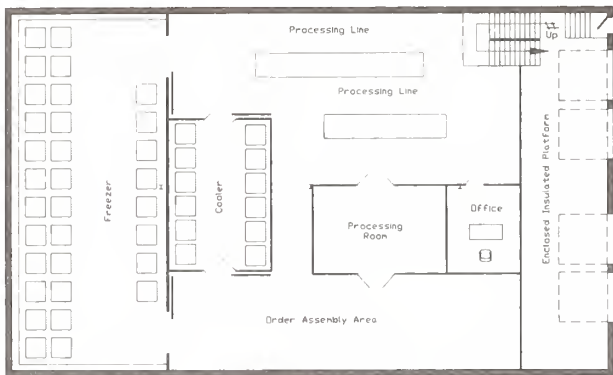 Processing Line
Up
Processing Line
Enclosed Insulated Platform
Freezer
Cooler
Office
Processing
Room
Order Assembly Area